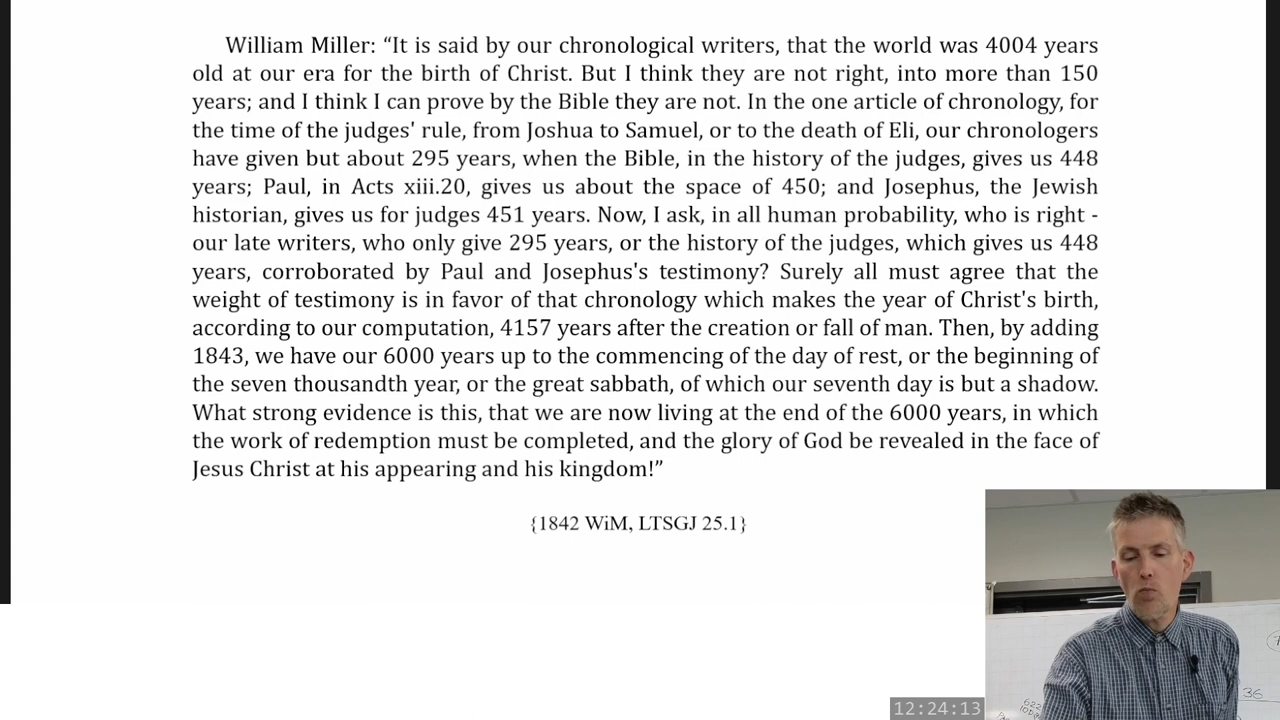 William Miller: “It is said by our chronological writers, that the world was 4004 years
old at our era for the birth of Christ. But I think they are not right, into more than 150
years; and I think I can prove by the Bible they are not. In the one article of chronology, for
the time of the judges' rule, from Joshua to Samuel, or to the death of Eli, our chronologers
have given but about 295 years, when the Bible, in the history of the judges, gives us 448
years; Paul, in Acts xiii.20, gives us about the space of 450; and Josephus, the Jewish
historian, gives us for judges 451 years. Now, I ask, in all human probability, who is right -
our late writers, who only give 295 years, or the history of the judges, which gives us 448
years, corroborated by Paul and Josephus's testimony? Surely all must agree that the
weight of testimony is in favor of that chronology which makes the year of Christ's birth,
according to our computation, 4157 years after the creation or fall of man. Then, by adding
1843, we have our 6000 years up to the commencing of the day of rest, or the beginning of
the seven thousandth year, or the great sabbath, of which our seventh day is but a shadow.
What strong evidence is this, that we are now living at the end of the 6000 years, in which
the work of redemption must be completed, and the glory of God be revealed in the face of
Jesus Christ at his appearing and his kingdom!”
{1842 WiM, LTSGJ 25.1}
36
12:24:13